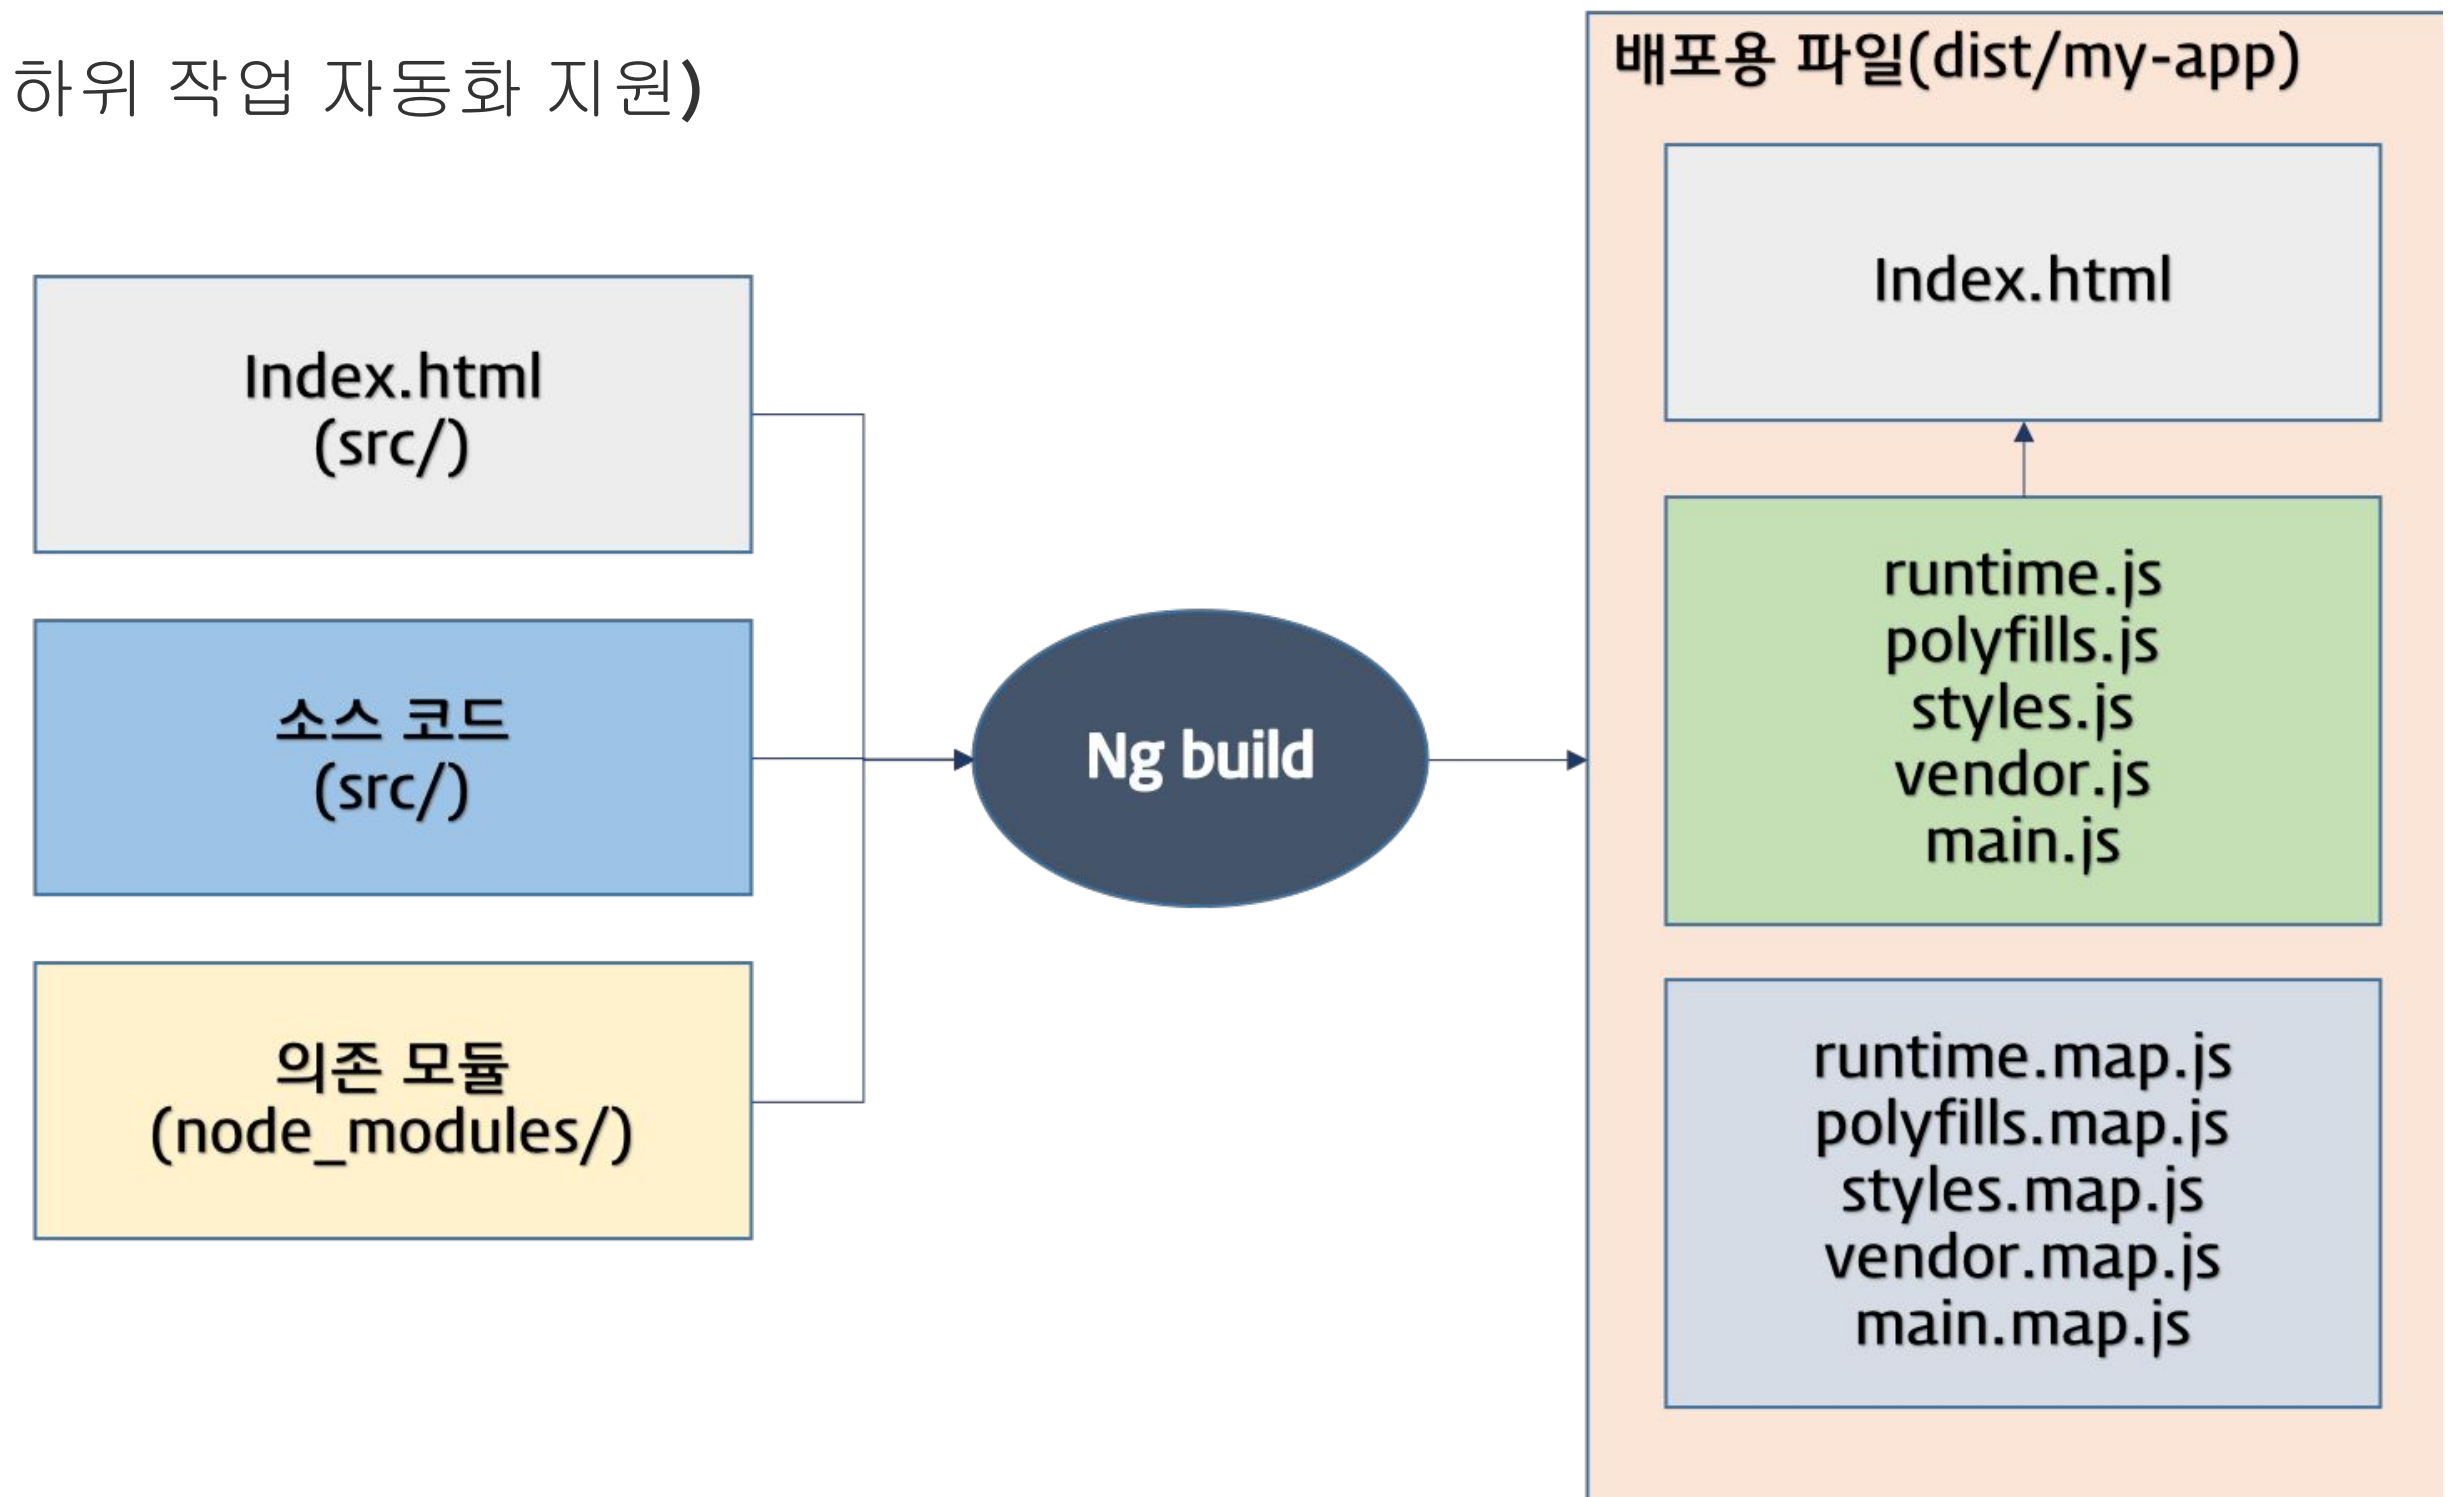 하위 작업 자동화 지원)
Index.html
(src/)
소스 코드
(src/)
의존 모듈
(node_modules/)
Ng build
배포용 파일(dist/my-app)
Index.html
runtime.js
polyfills.js
styles.js
vendor.js
main.js
runtime.map.js
polyfills.map.js
styles.map.js
vendor.map.js
main.map.js